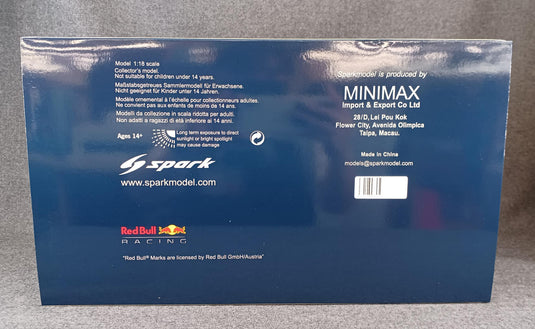 Model 1:18 scale
Collector's model.
Not suitable for children under 14 years.
Maßstabsgetreues Sammlermodell für Erwachsene.
Nicht geeignet für Kinder unter 14 Jahren.
Modèle ornemental à l'échelle pour collectionneurs adultes.
Ne convient pas aux enfants de moins de 14 ans.
Modelli da collezione in scala ridotta per adulti.
Non adatti a ragazzi di età inferiore ai 14 anni.
Ages 14+
Long term exposure to direct
sunlight or bright spotlight
may cause damage
spark
www.sparkmodel.com
Red Bull
RACING
"Red Bull® Marks are licensed by Red Bull GmbH/Austria"
Sparkmodel is produced by
MINIMAX
Import & Export Co Ltd
28/D, Lei Pou Kok
Flower City, Avenida Olimpica
Taipa, Macau.
Made in China
models@sparkmodel.com